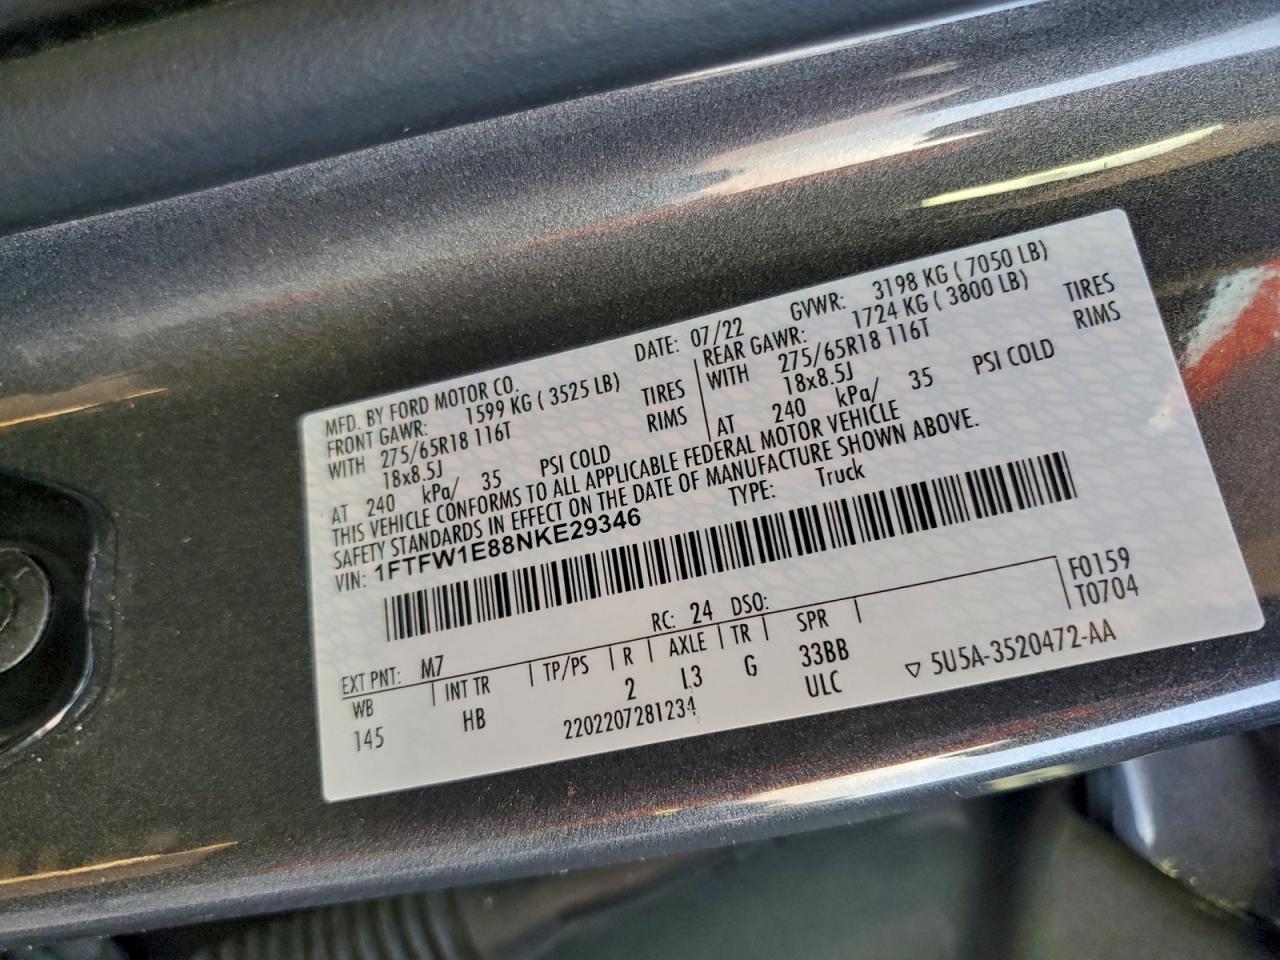 MFD. BY FORD MOTOR CO.
DATE: 07/22 GVWR: 3198 KG ( 7050 LB)
FRONT GAWR: 1599 KG ( 3525 LB) REAR GAWR: 1724 KG ( 3800 LB)
WITH 275/65R18 116T TIRES WITH 275/65R18 116T TIRES
18x8.5J RIMS 18x8.5J RIMS
AT 240 kPa/ 35 PSI COLD AT 240 kPa/ 35 PSI COLD
THIS VEHICLE CONFORMS TO ALL APPLICABLE FEDERAL MOTOR VEHICLE
SAFETY STANDARDS IN EFFECT ON THE DATE OF MANUFACTURE SHOWN ABOVE.
VIN: 1FTFW1E88NKE29346 TYPE: Truck
EXT PNT: M7 RC: 24 DSO: F0159
WB INT TR TP/PS R AXLE TR SPR T0704
145 HB 2 L3 G 33BB
2202207281234 ULC 5U5A-3520472-AA